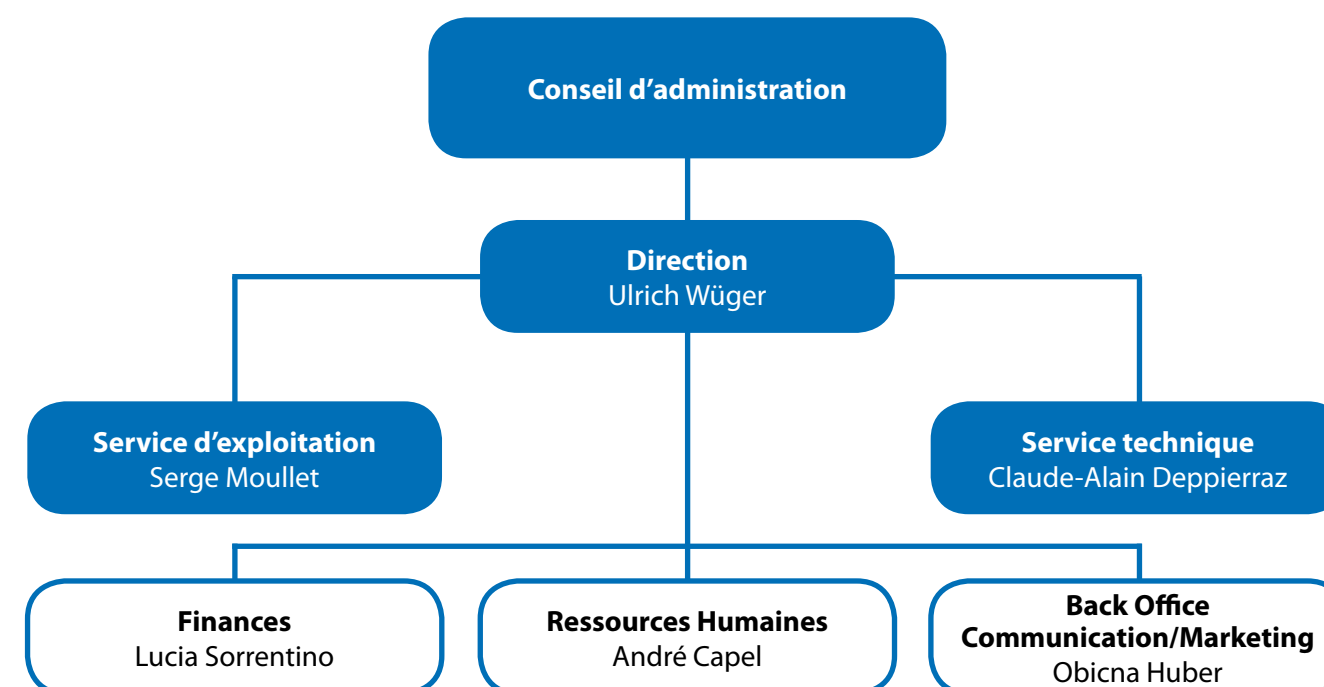 Conseil d’administration
Direction
Ulrich Wüger
Service d’exploitation
Serge Moullet
Service technique
Claude-Alain Deppierraz
Finances
Lucia Sorrentino
Ressources Humaines
André Capel
Back Office
Communication/Marketing
Obicna Huber